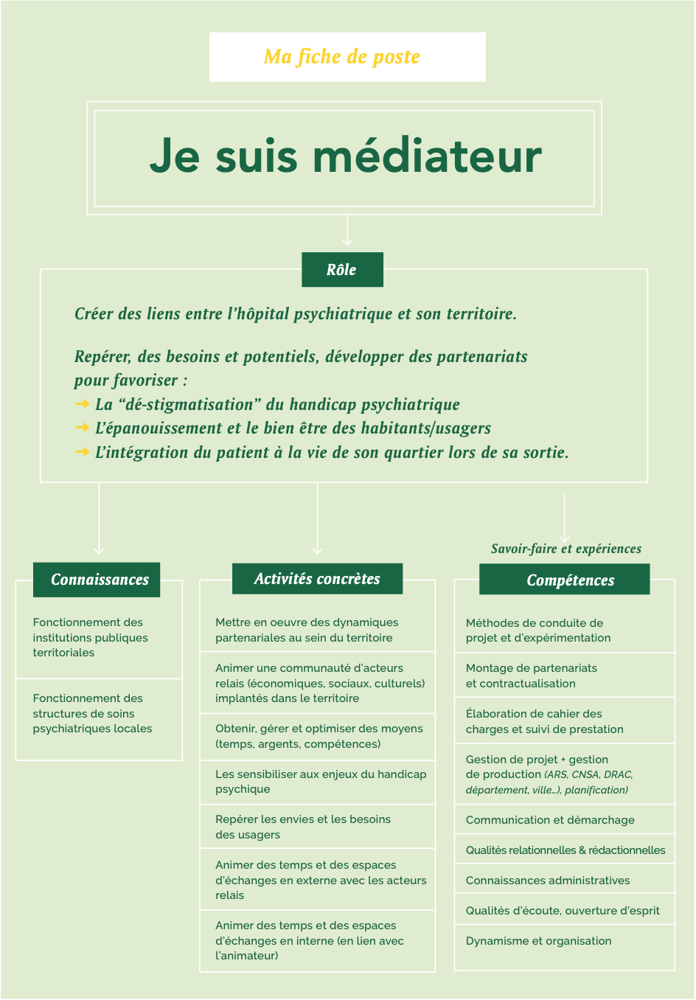 Ma fiche de poste
Je suis médiateur
Rôle
Créer des liens entre l’hôpital psychiatrique et son territoire.
Repérer, des besoins et potentiels, développer des partenariats
pour favoriser :
➜ La “dé-stigmatisation” du handicap psychiatrique
➜ L’épanouissement et le bien être des habitants/usagers
➜ L’intégration du patient à la vie de son quartier lors de sa sortie.
Connaissances
Fonctionnement des
institutions publiques
territoriales
Fonctionnement des
structures de soins
psychiatriques locales
Activités concrètes
Mettre en oeuvre des dynamiques
partenariales au sein du territoire
Animer une communauté d’acteurs
relais (économiques, sociaux, culturels)
implantés dans le territoire
Obtenir, gérer et optimiser des moyens
(temps, argents, compétences)
Les sensibiliser aux enjeux du handicap
psychique
Repérer les envies et les besoins
des usagers
Animer des temps et des espaces
d’échanges en externe avec les acteurs
relais
Animer des temps et des espaces
d’échanges en interne (en lien avec
l’animateur)
Savoir-faire et expériences
Compétences
Méthodes de conduite de
projet et d’expérimentation
Montage de partenariats
et contractualisation
Élaboration de cahier des
charges et suivi de prestation
Gestion de projet + gestion
de production (ARS, CNSA, DRAC,
département, ville…), planification)
Communication et démarchage
Qualités relationnelles & rédactionnelles
Connaissances administratives
Qualités d’écoute, ouverture d’esprit
Dynamisme et organisation